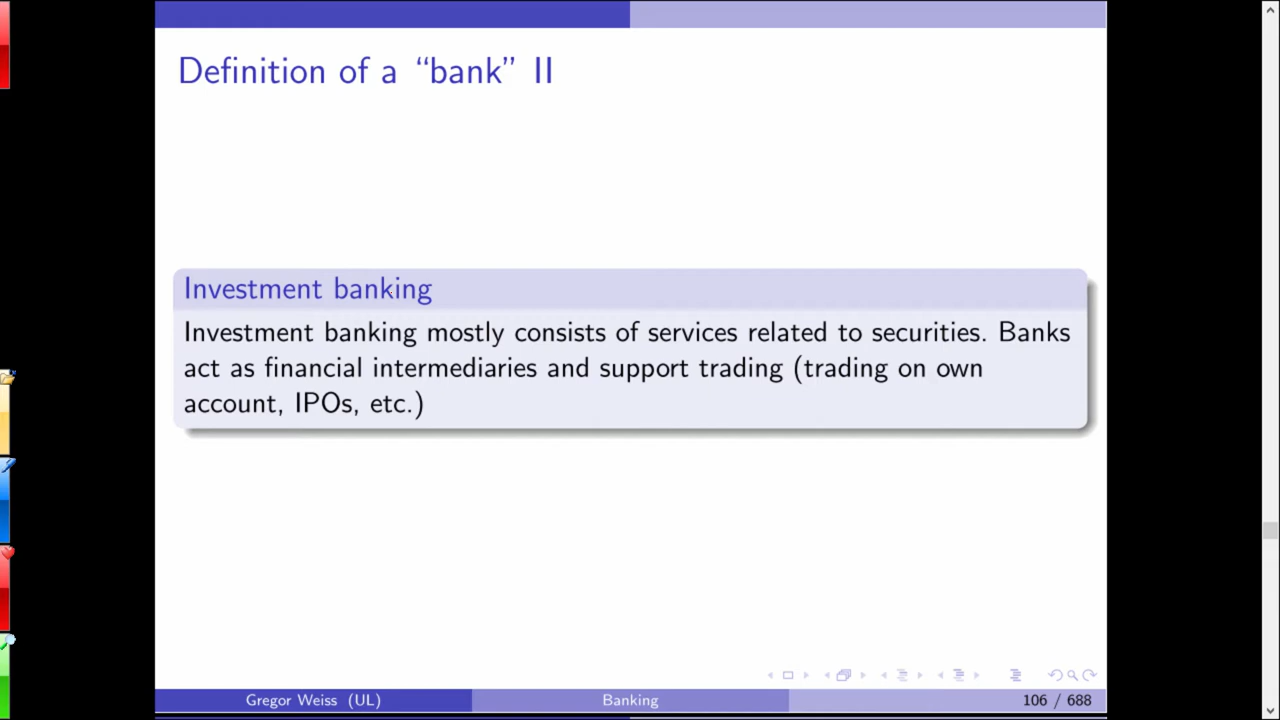 Definition of a “bank” II
Investment banking
Investment banking mostly consists of services related to securities. Banks
act as financial intermediaries and support trading (trading on own
account, IPOs, etc.)
Gregor Weiss (UL)
Banking
106 / 688